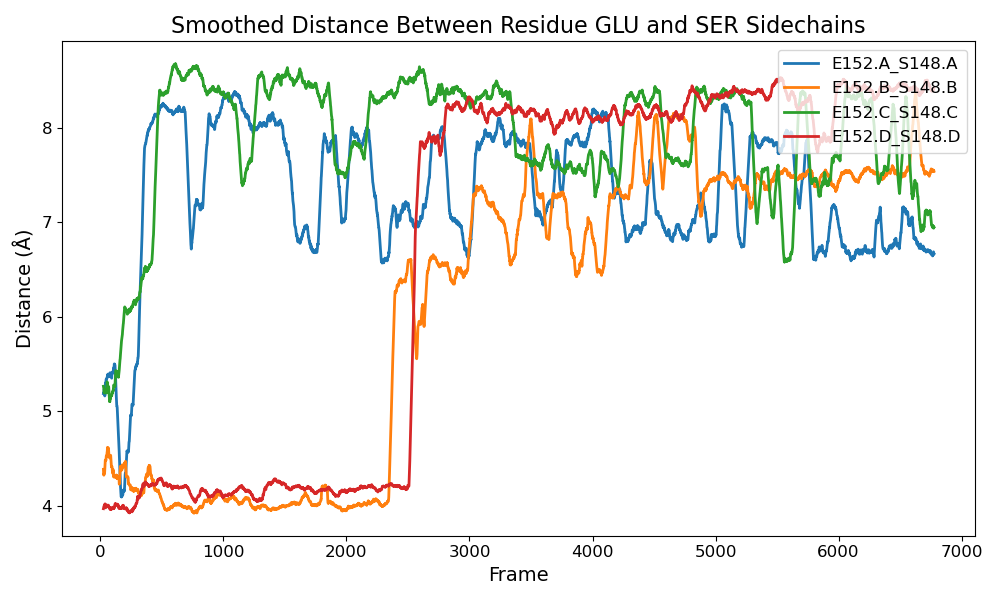 Smoothed Distance Between Residue GLU and SER Sidechains
E152.A_S148.A
E152.B_S148.B
E152.C_S148.C
E152.D_S148.D
Distance (Å)
8
7
6
5
4
0 1000 2000 3000 4000 5000 6000 7000
Frame